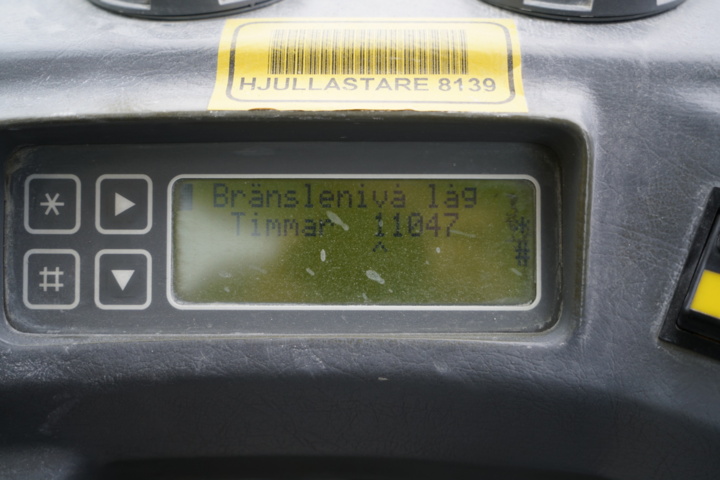 HJULLASTARE 8139
Bränslenivå låg
Timmar 11047
^
*
#